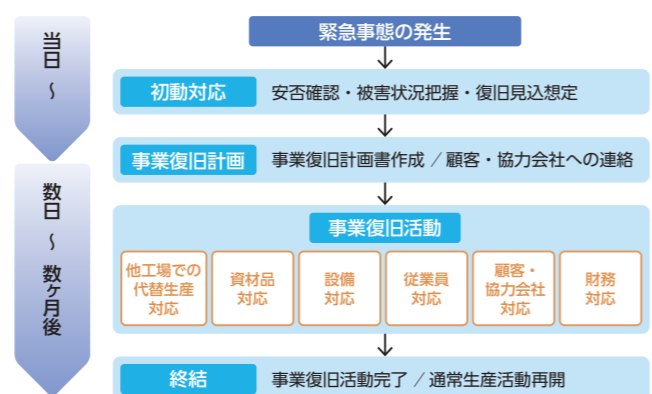 緊急事態の発生
当日
～
初動対応
安否確認・被害状況把握・復旧見込想定
事業復旧計画
事業復旧計画書作成 / 顧客・協力会社への連絡
数日
～
数ヶ月後
事業復旧活動
他工場での
代替生産
対応
資材品
対応
設備
対応
従業員
対応
顧客・
協力会社
対応
財務
対応
終結
事業復旧活動完了 / 通常生産活動再開